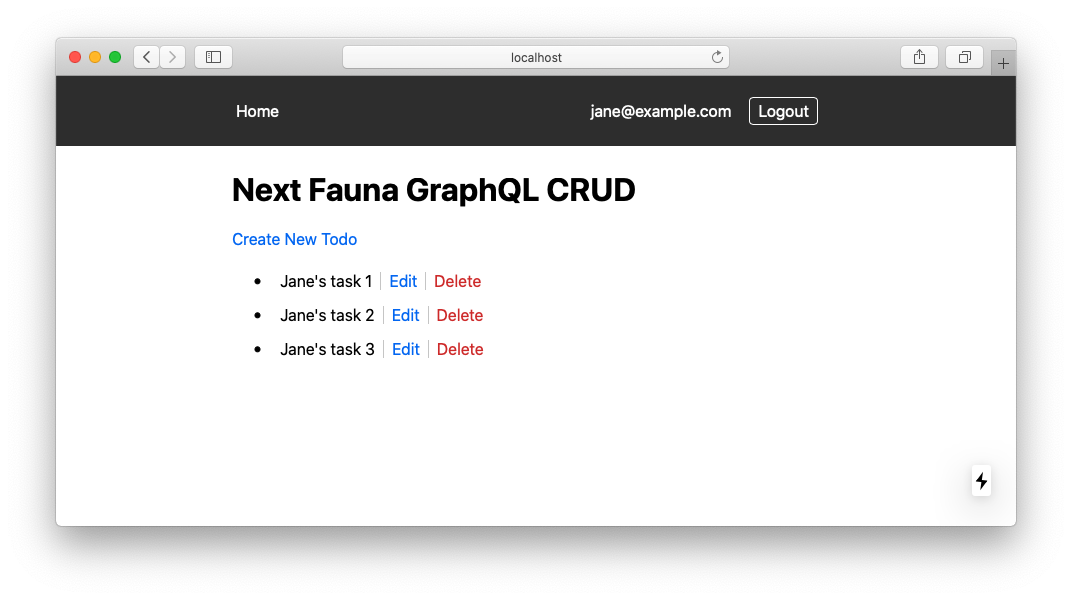 localhost
Home jane@example.com Logout
Next Fauna GraphQL CRUD
Create New Todo
Jane's task 1 Edit Delete
Jane's task 2 Edit Delete
Jane's task 3 Edit Delete